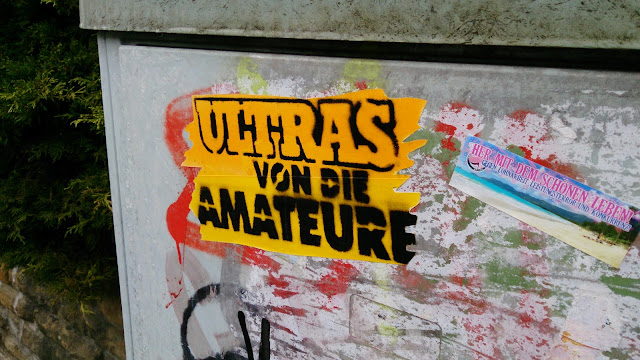 ULTRAS
VON DIE
AMATEURE
HER MIT DEM SCHÖNEN LEBEN